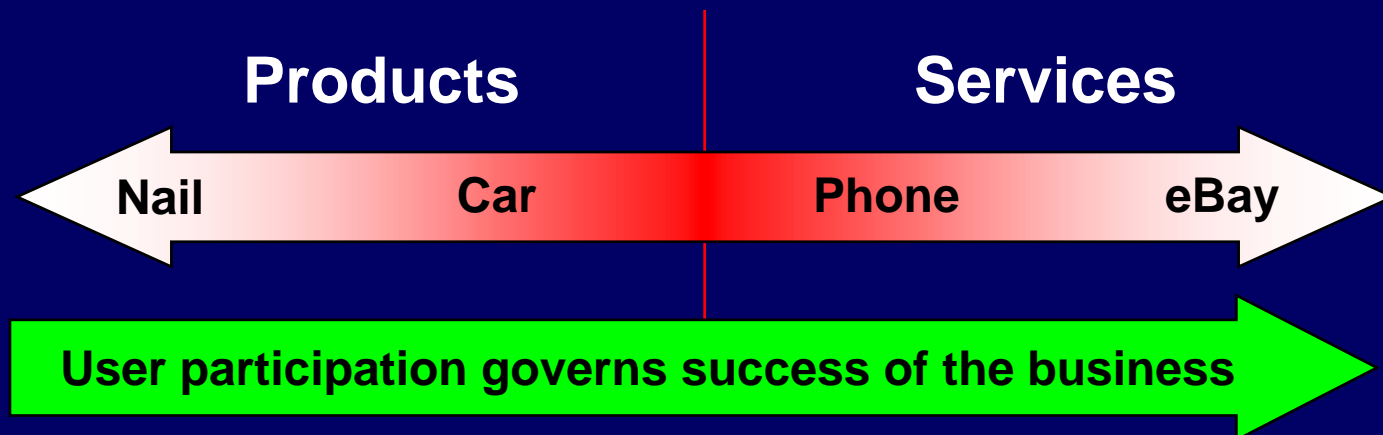 Products Services
Nail Car Phone eBay
User participation governs success of the business